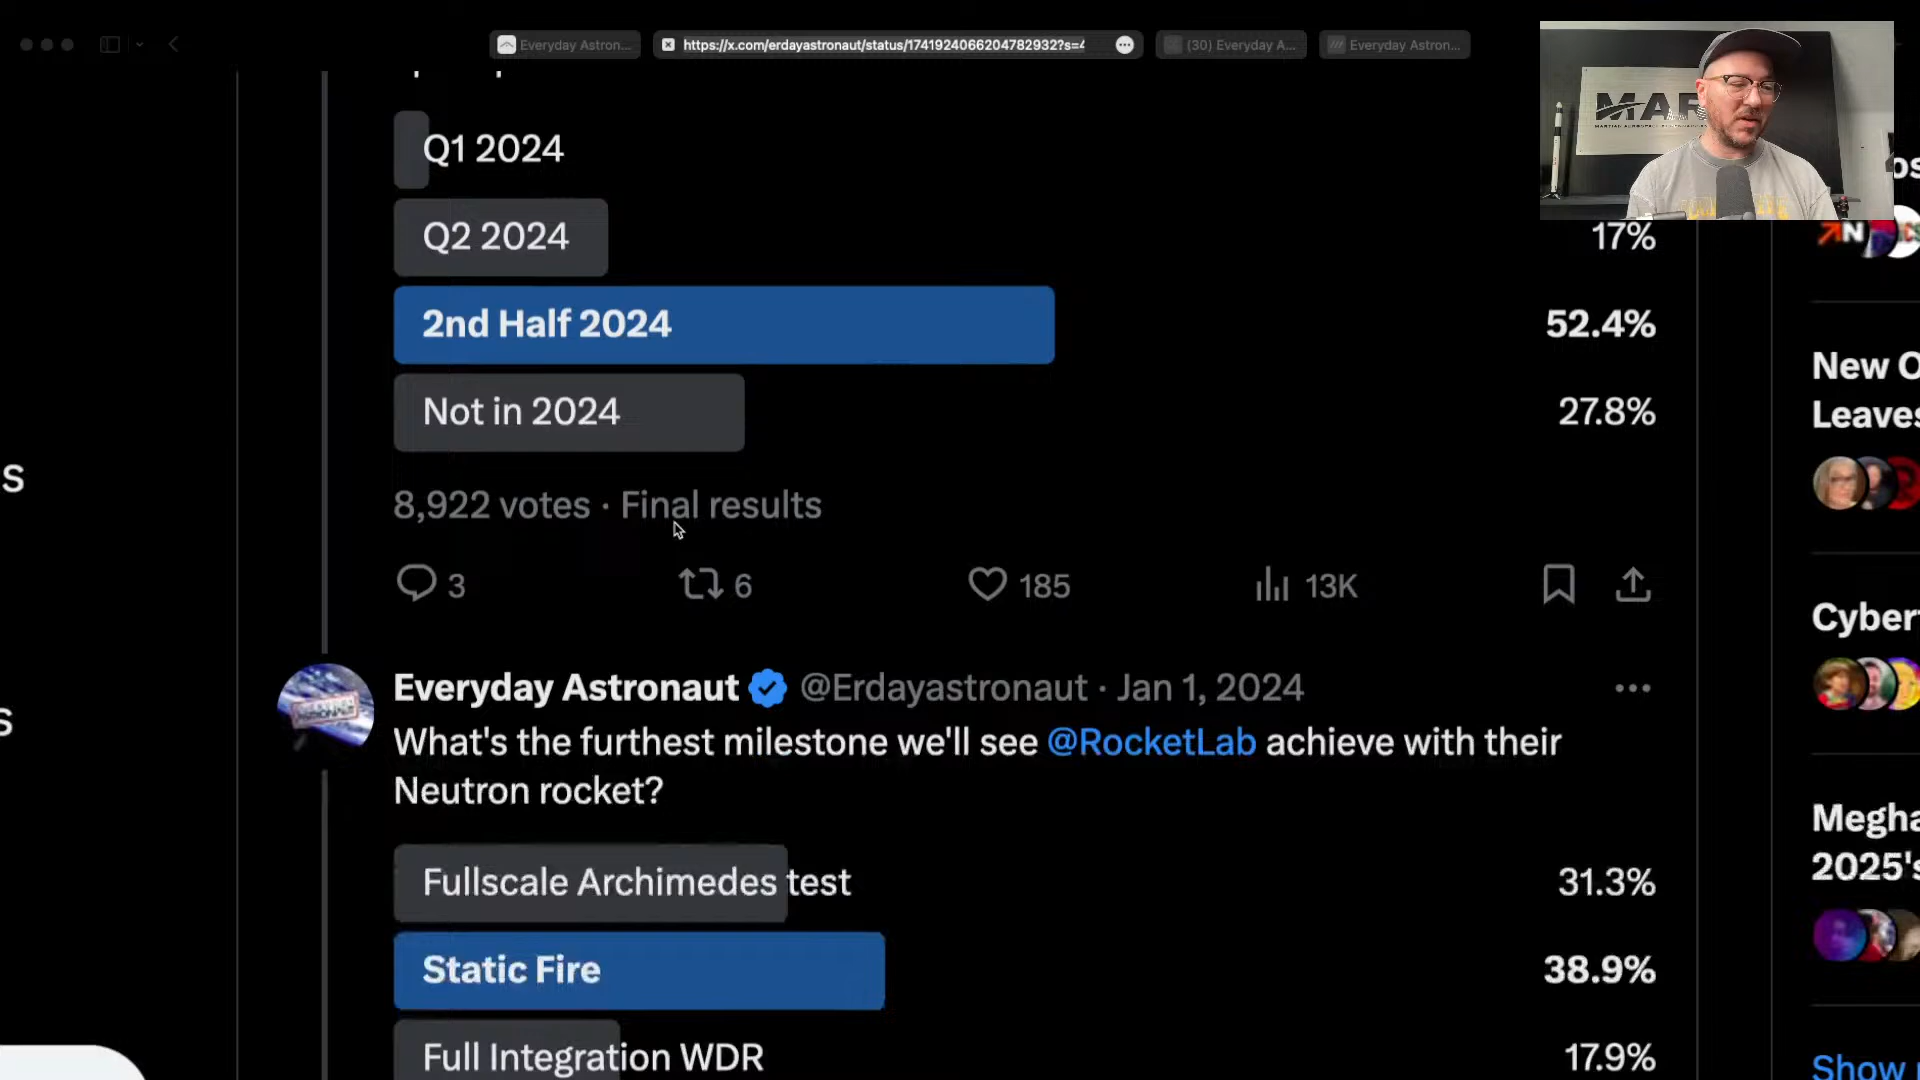 Everyday Astron...
https://x.com/erdayastronaut/status/1741924066204782932?s=4
(30) Everyday A...
Everyday Astron...
MAR
Q1 2024
Q2 2024
17%
2nd Half 2024
52.4%
Not in 2024
27.8%
8,922 votes · Final results
3
6
185
13K
Everyday Astronaut @Erdayastronaut · Jan 1, 2024
What's the furthest milestone we'll see @RocketLab achieve with their
Neutron rocket?
Fullscale Archimedes test
31.3%
Static Fire
38.9%
Full Integration WDR
17.9%
s
s
os
N
New O
Leaves
Cyber
Megha
2025's
Show